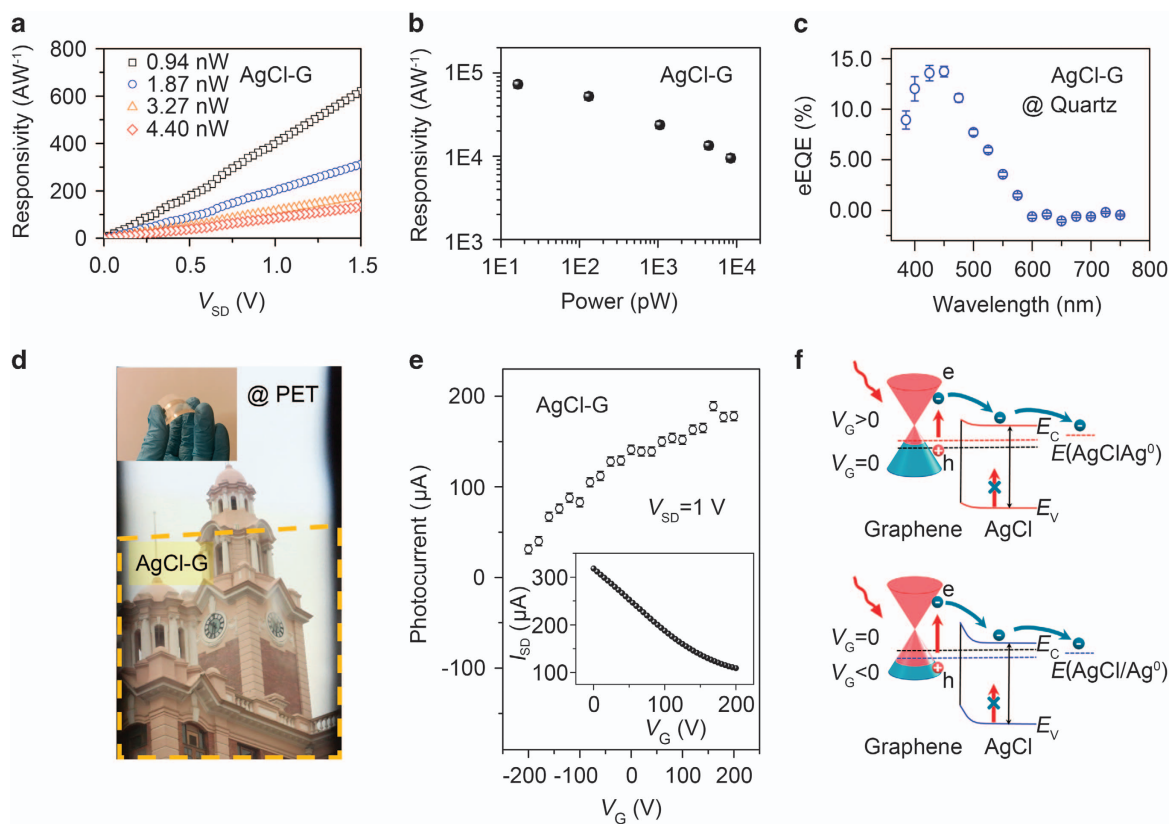 a
800
600
400
200
0
0.0
0.5
1.0
1.5
Responsivity (AW⁻¹)
V_SD (V)
0.94 nW
1.87 nW
3.27 nW
4.40 nW
AgCl-G
b
1E5
1E4
1E3
1E1
1E2
1E3
1E4
Responsivity (AW⁻¹)
Power (pW)
AgCl-G
c
15.0
10.0
5.00
0.00
400
500
600
700
800
eEQE (%)
Wavelength (nm)
AgCl-G
@ Quartz
d
@ PET
AgCl-G
e
200
100
0
-100
-200
-100
0
100
200
Photocurrent (µA)
V_G (V)
AgCl-G
V_SD=1 V
300
200
100
0
100
200
I_SD (µA)
V_G (V)
f
e
V_G>0
V_G=0
h
E_C
E(AgCl/Ag⁰)
E_V
Graphene
AgCl
e
V_G=0
V_G<0
h
E_C
E(AgCl/Ag⁰)
E_V
Graphene
AgCl